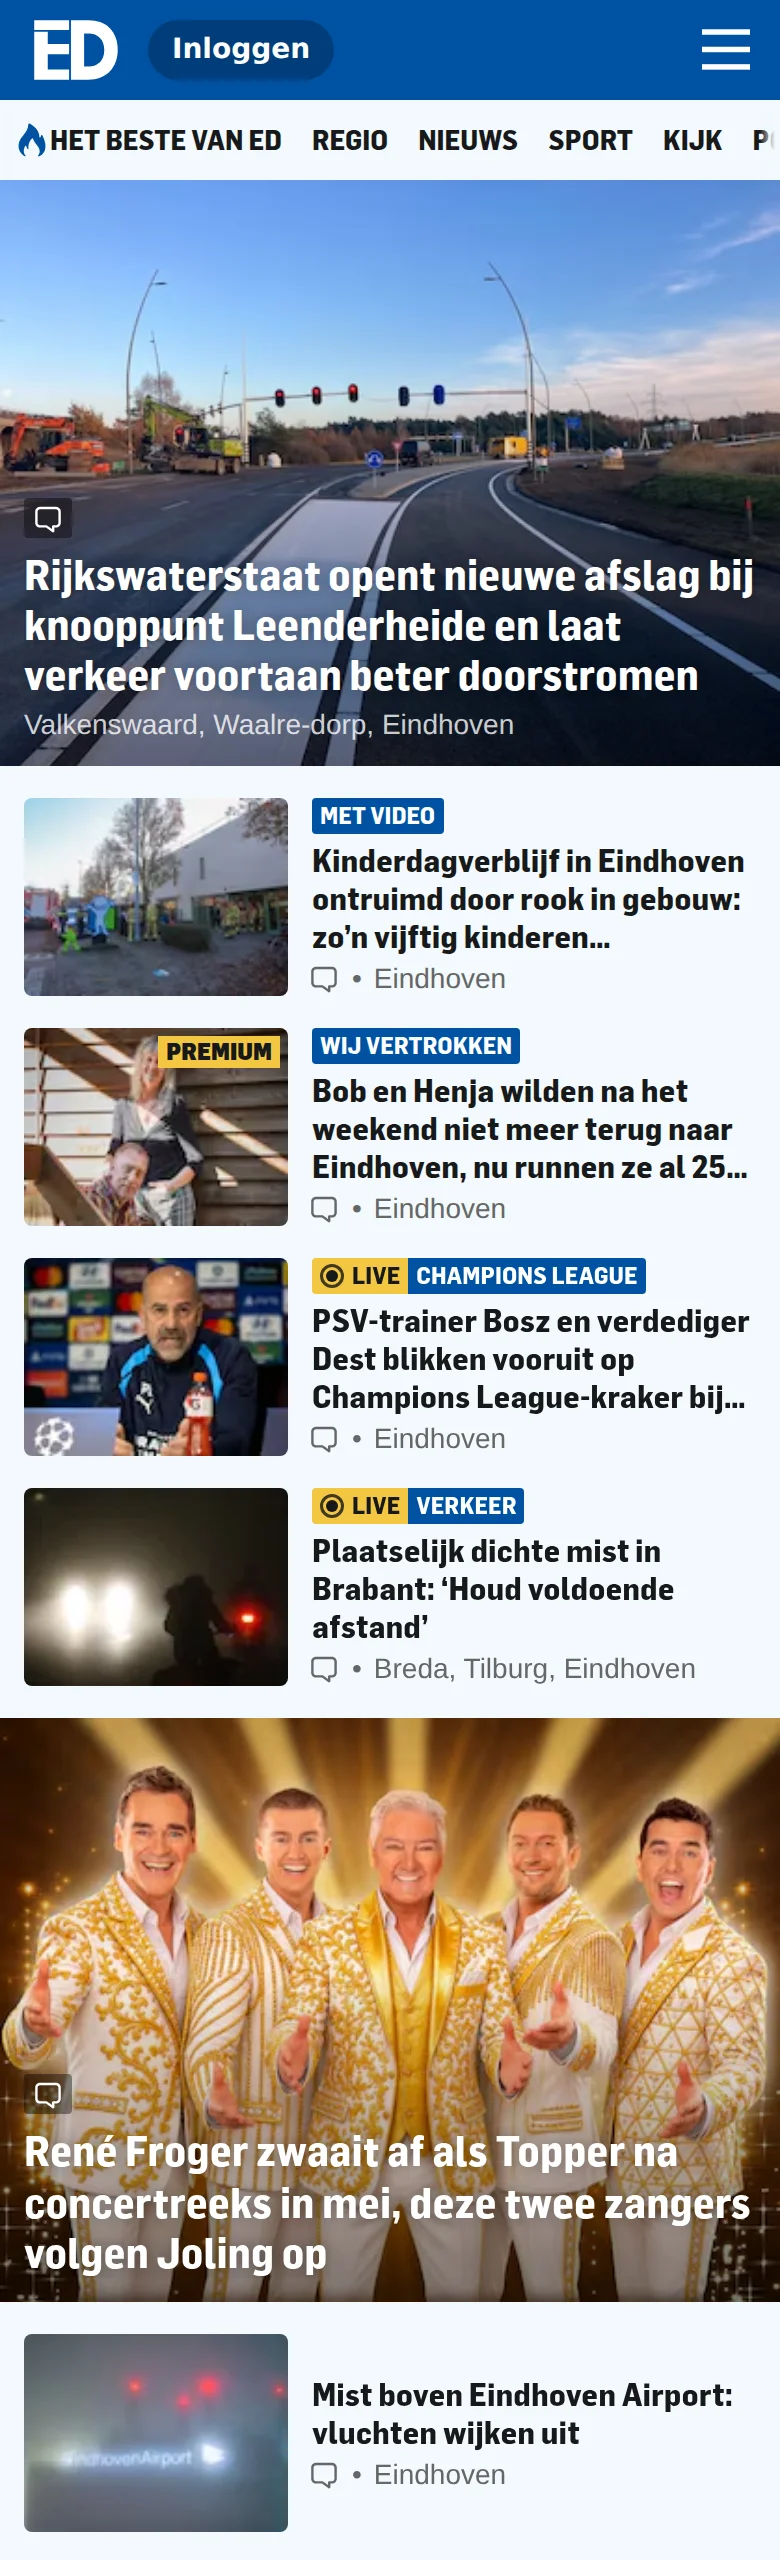 ED
Inloggen
HET BESTE VAN ED REGIO NIEUWS SPORT KIJK
Rijkswaterstaat opent nieuwe afslag bij
knooppunt Leenderheide en laat
verkeer voortaan beter doorstromen
Valkenswaard, Waalre-dorp, Eindhoven
MET VIDEO
Kinderdagverblijf in Eindhoven
ontruimd door rook in gebouw:
zo’n vijftig kinderen...
• Eindhoven
PREMIUM
WIJ VERTROKKEN
Bob en Henja wilden na het
weekend niet meer terug naar
Eindhoven, nu runnen ze al 25...
• Eindhoven
LIVE CHAMPIONS LEAGUE
PSV-trainer Bosz en verdediger
Dest blikken vooruit op
Champions League-kraker bij...
• Eindhoven
LIVE VERKEER
Plaatselijk dichte mist in
Brabant: ‘Houd voldoende
afstand’
• Breda, Tilburg, Eindhoven
René Froger zwaait af als Topper na
concertreeks in mei, deze twee zangers
volgen Joling op
Mist boven Eindhoven Airport:
vluchten wijken uit
• Eindhoven